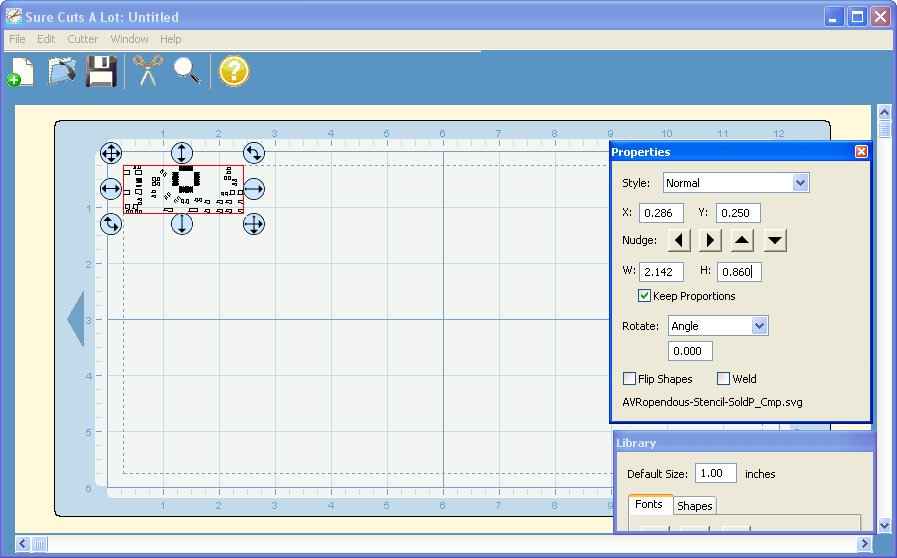 Sure Cuts A Lot: Untitled
File Edit Cutter Window Help
1 2 3 4 5 6 7 8 9 10 11 12
Properties
Style: Normal
X: 0.286 Y: 0.250
Nudge:
W: 2.142 H: 0.860
Keep Proportions
Rotate: Angle
0.000
Flip Shapes Weld
AVRopendous-Stencil-SoldP_Cmp.svg
Library
Default Size: 1.00 inches
Fonts Shapes
1
2
3
4
5
6
1 2 3 4 5 6 7 8 9